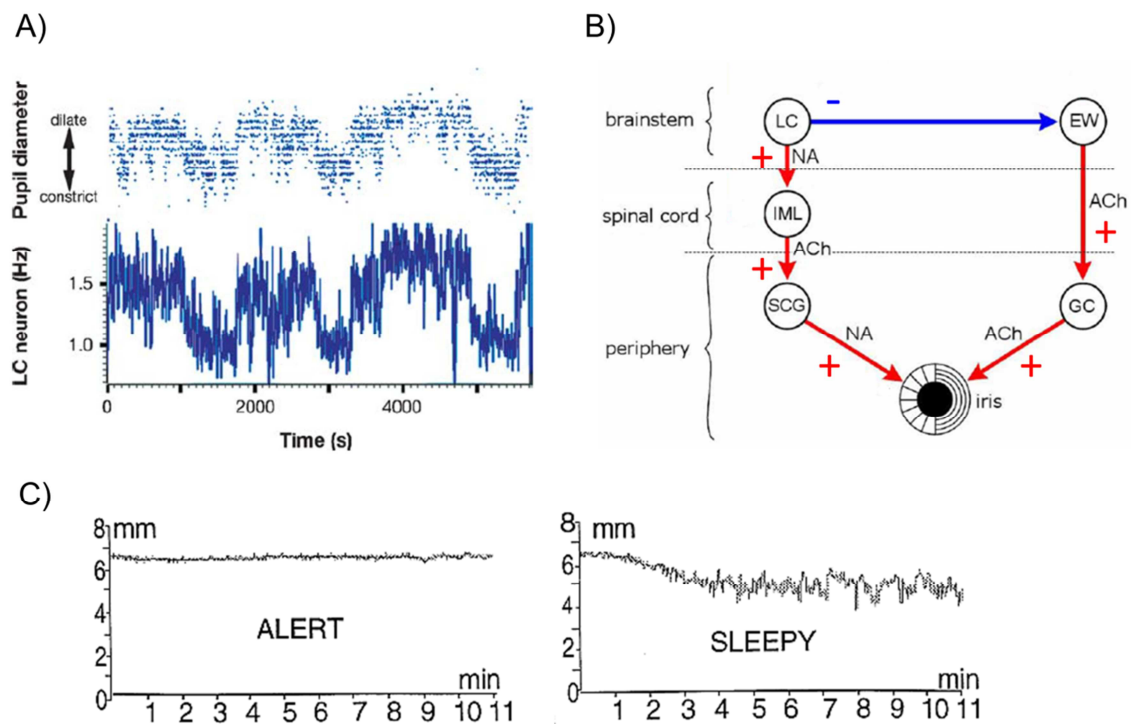 A)
Pupil diameter
dilate
constrict
LC neuron (Hz)
1.5
1.0
0 2000 4000
Time (s)
B)
brainstem
LC
-
EW
+
NA
spinal cord
IML
ACh
+
ACh
+
periphery
SCG
GC
NA
+
ACh
+
iris
C)
8 mm
6
4
2
0
ALERT
min
1 2 3 4 5 6 7 8 9 10 11
8 mm
6
4
2
0
SLEEPY
min
1 2 3 4 5 6 7 8 9 10 11